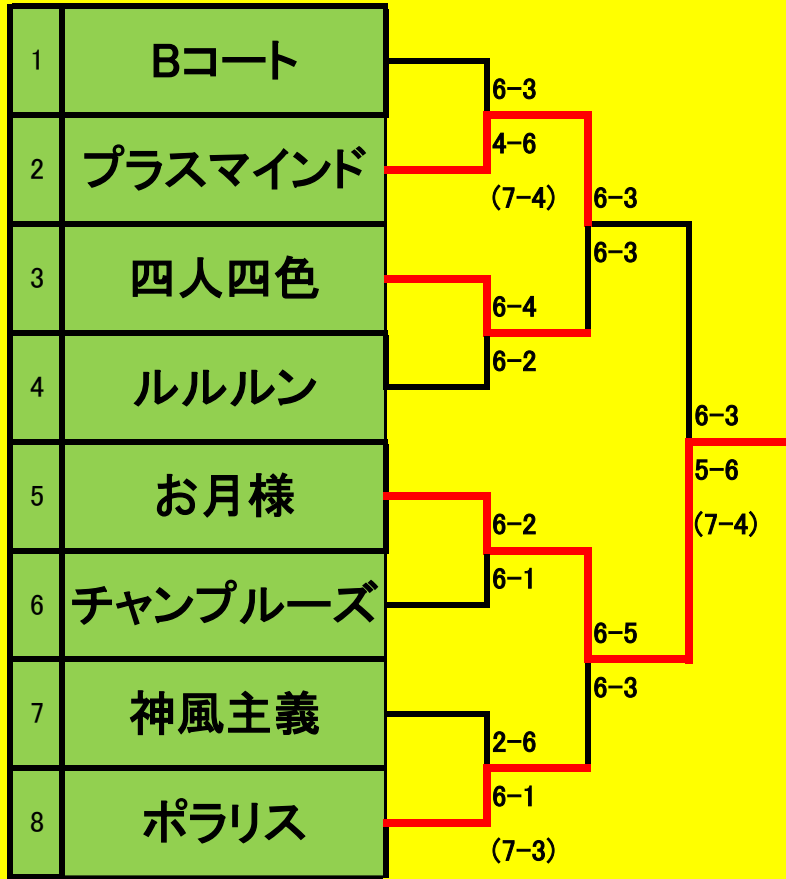 1 Bコート
6-3
2 プラスマインド
4-6
(7-4)
6-3
6-3
3 四人四色
6-4
4 ルルルン
6-2
6-3
5-6
(7-4)
5 お月様
6-2
6 チャンプルーズ
6-1
6-5
6-3
7 神風主義
2-6
8 ポラリス
6-1
(7-3)